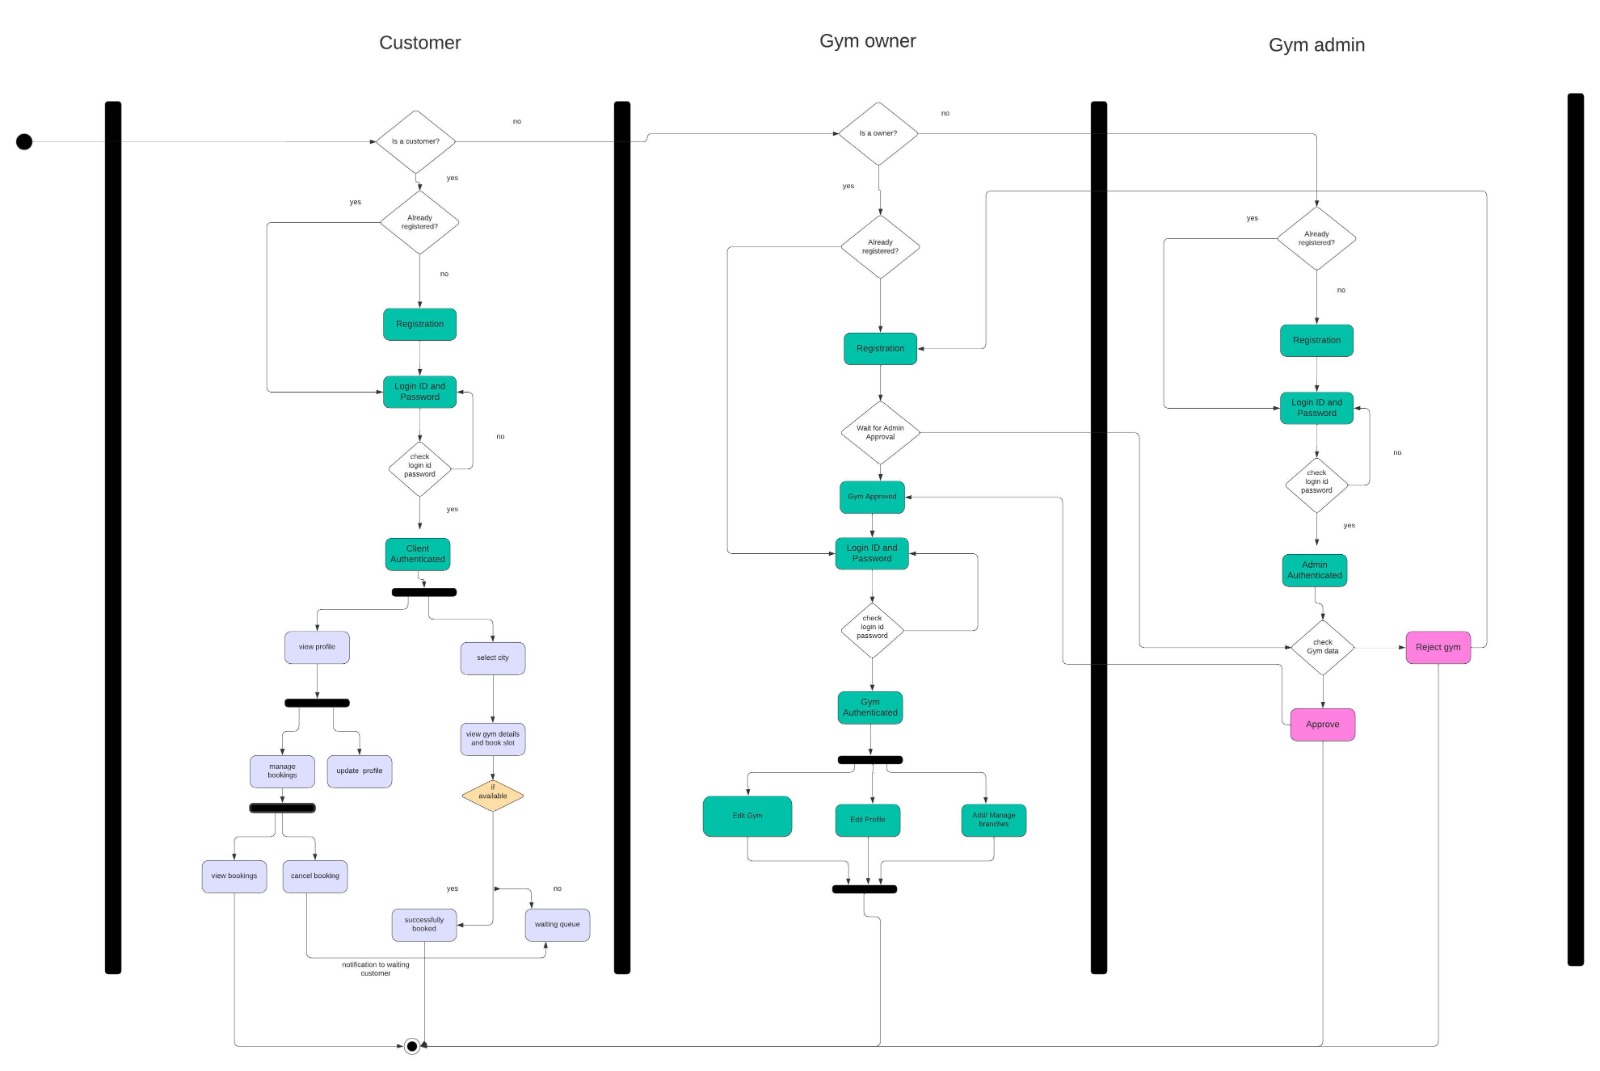 Customer
Gym owner
Gym admin
Is a customer?
no
yes
Already
registered?
yes
no
Registration
Login ID and
Password
check
login id
password
no
yes
Client
Authenticated
view profile
select city
view gym details
and book slot
manage
bookings
update profile
if
available
view bookings
cancel booking
yes
no
successfully
booked
waiting queue
notification to waiting
customer
Is a owner?
no
yes
Already
registered?
Registration
Wait for Admin
Approval
Gym Approved
Login ID and
Password
check
login id
password
Gym
Authenticated
Edit Gym
Edit Profile
Add/ Manage
branches
Already
registered?
yes
no
Registration
Login ID and
Password
check
login id
password
no
yes
Admin
Authenticated
check
Gym data
Reject gym
Approve